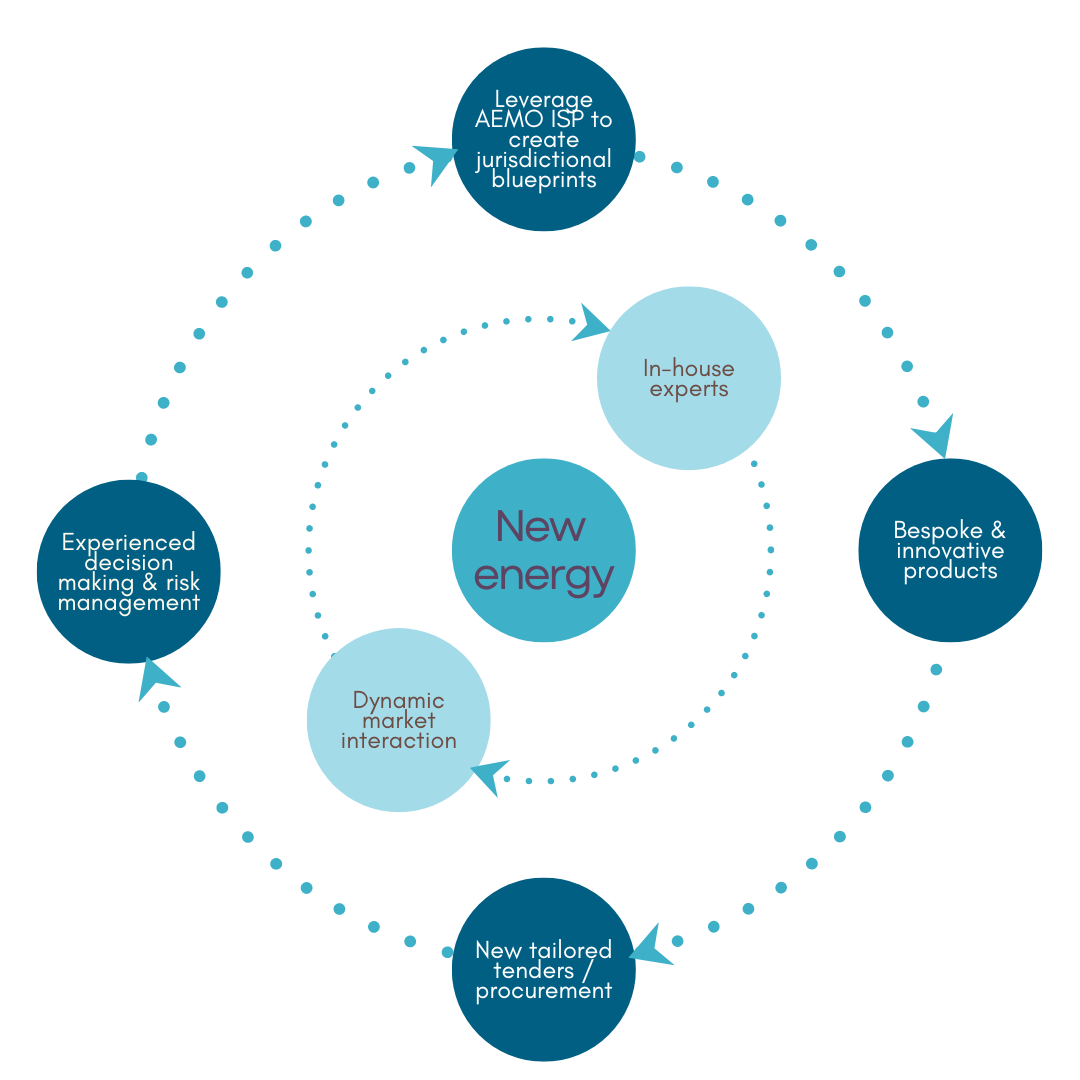 Leverage
AEMO ISP to
create
jurisdictional
blueprints
In-house
experts
New
energy
Bespoke &
innovative
products
Experienced
decision
making & risk
management
Dynamic
market
interaction
New tailored
tenders /
procurement